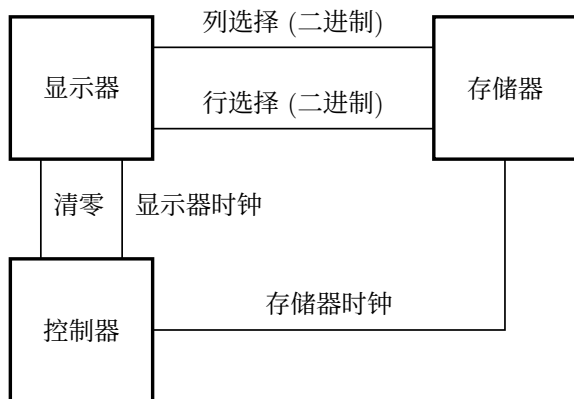 列选择 (二进制)
显示器
存储器
行选择 (二进制)
清零
显示器时钟
存储器时钟
控制器